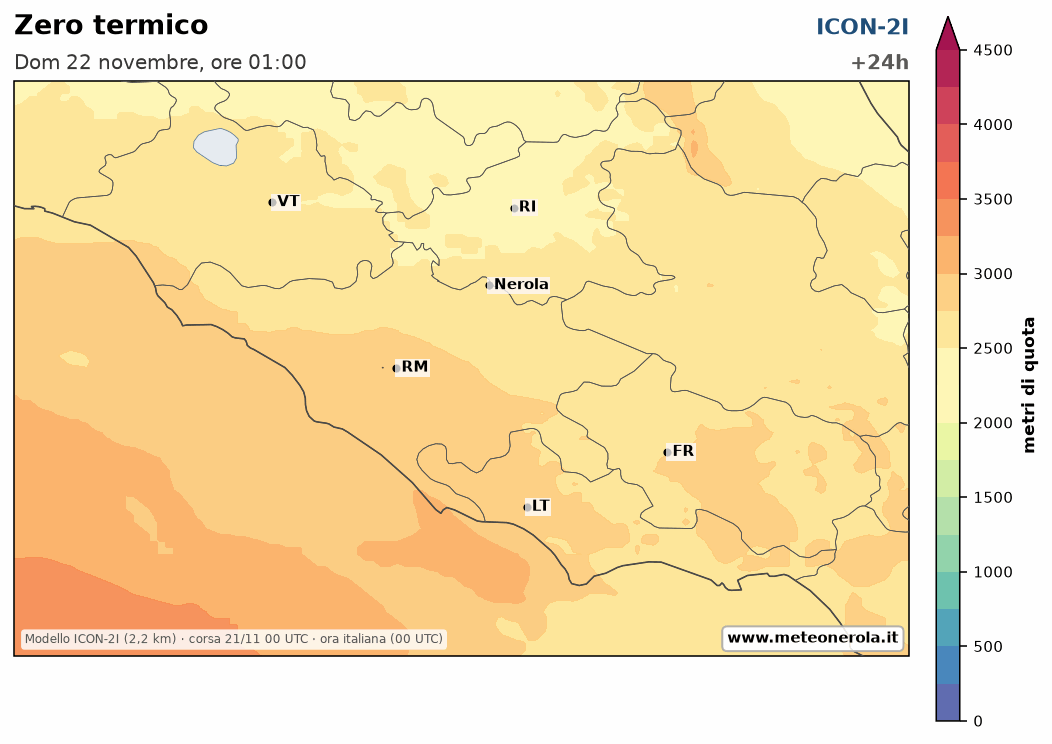 Zero termico
ICON-2I
Dom 22 novembre, ore 01:00
+24h
VT
RI
Nerola
RM
FR
LT
Modello ICON-2I (2,2 km) · corsa 21/11 00 UTC · ora italiana (00 UTC)
www.meteonerola.it
4500
4000
3500
3000
2500
2000
1500
1000
500
0
metri di quota